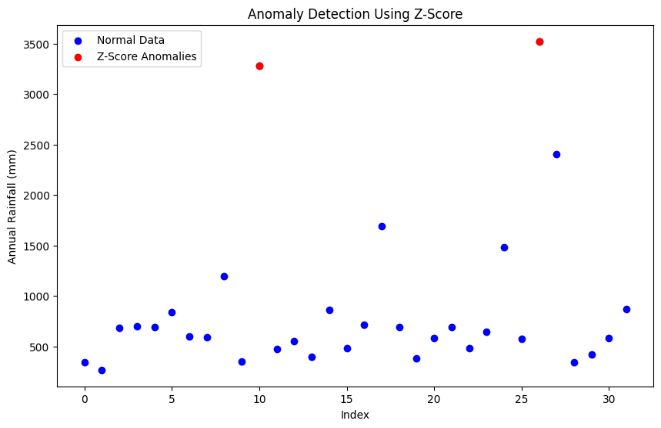 Anomaly Detection Using Z-Score
Normal Data
Z-Score Anomalies
Annual Rainfall (mm)
3500
3000
2500
2000
1500
1000
500
0
5
10
15
20
25
30
Index